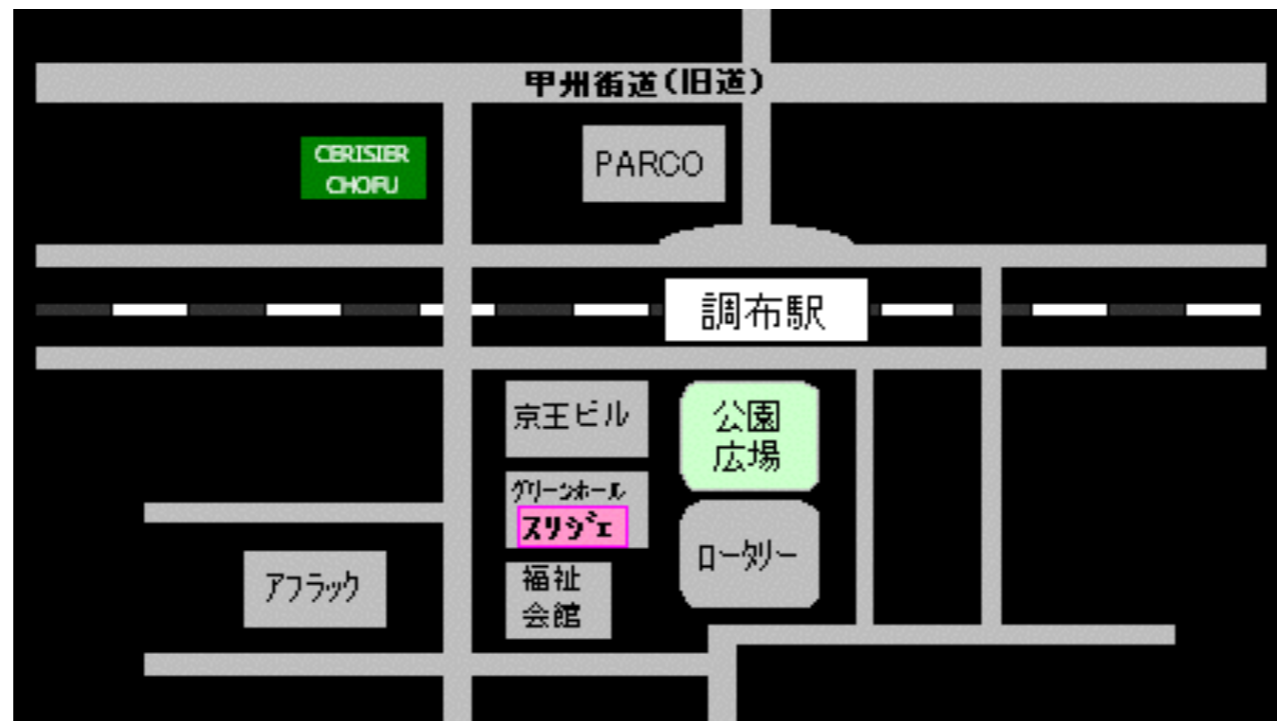 甲州街道(旧道)
CERISIER
CHOFU
PARCO
調布駅
京王ビル
公園
広場
グリーンホール
スリジェ
ロータリー
アフラック
福祉
会館